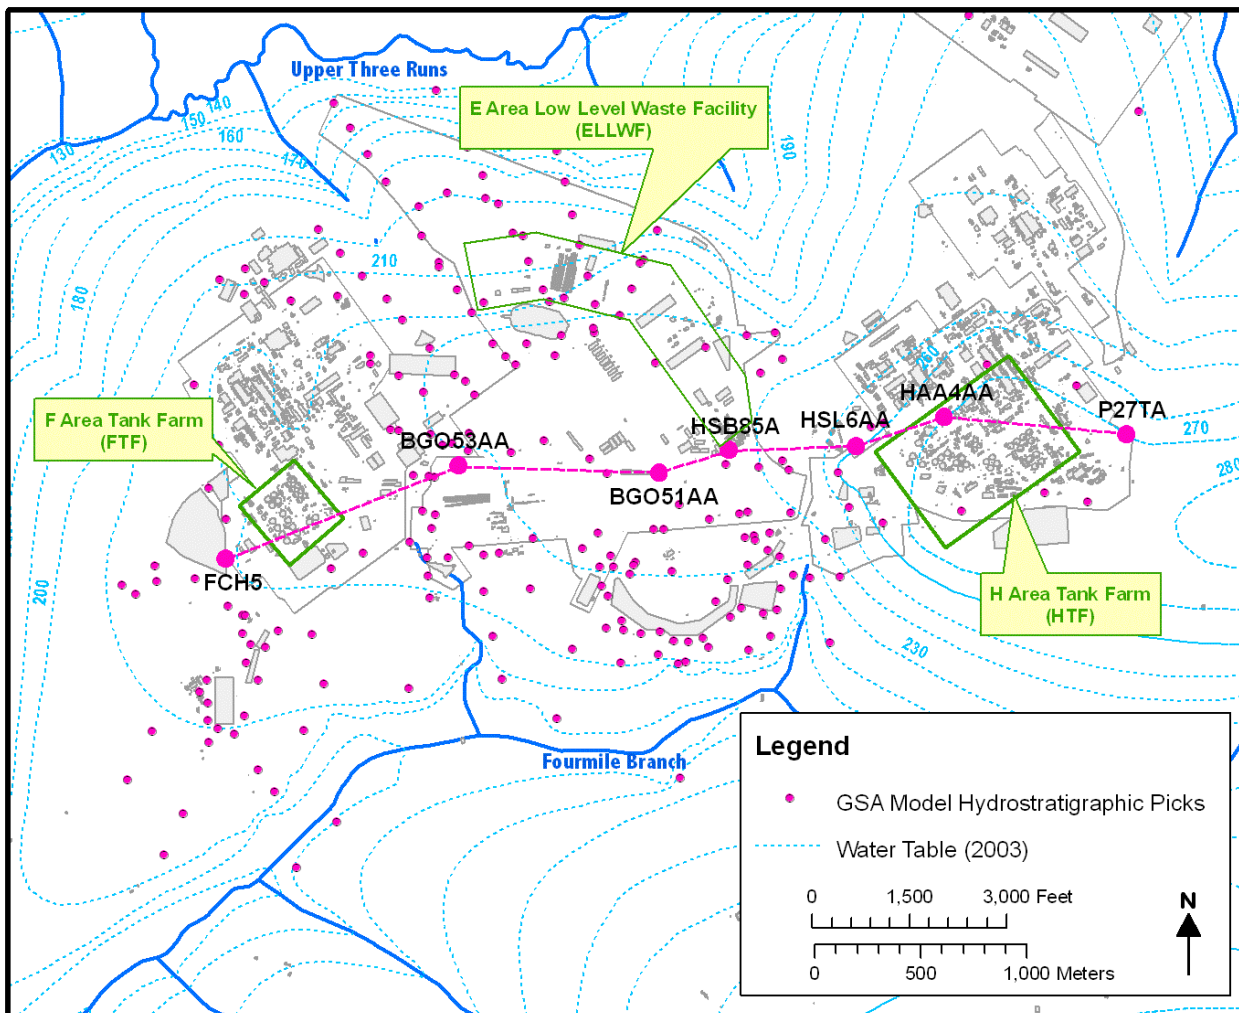 Upper Three Runs
140
150
160
130
170
190
E Area Low Level Waste Facility
(ELLWF)
210
180
260
HAA4AA
P27TA
F Area Tank Farm
(FTF)
BGO53AA
HSB85A
HSL6AA
270
280
BGO51AA
FCH5
200
H Area Tank Farm
(HTF)
230
Fourmile Branch
Legend
GSA Model Hydrostratigraphic Picks
Water Table (2003)
0 1,500 3,000 Feet
0 500 1,000 Meters
N